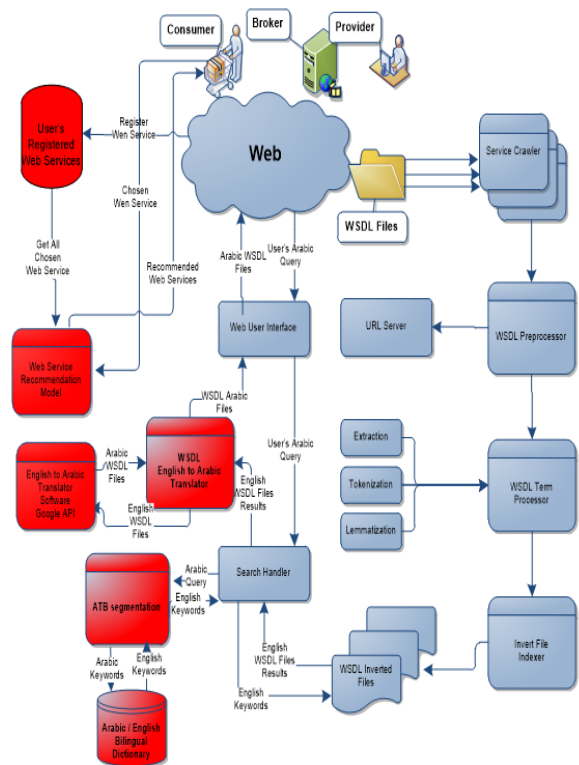 Consumer
Broker
Provider
User's
Registered
Web Services
Register
Wen Service
Web
Service Crawler
WSDL Files
Chosen
Wen Service
Get All
Chosen
Web Service
Recommended
Web Services
Arabic WSDL
Files
User's Arabic
Query
Web User Interface
URL Server
WSDL Preprocessor
Web Service
Recommendation
Model
WSDL Arabic
Files
WSDL
English to Arabic
Translator
User's Arabic
Query
Extraction
Tokenization
Lemmatization
WSDL Term
Processor
English to Arabic
Translator
Software
Google API
Arabic
WSDL
Files
English
WSDL
Files
English
WSDL Files
Results
Search Handler
Arabic
Query
English
Keywords
ATB segmentation
Arabic
Keywords
English
Keywords
Arabic / English
Bilingual
Dictionary
English
WSDL Files
Results
English
Keywords
WSDL Inverted
Files
Invert File
Indexer